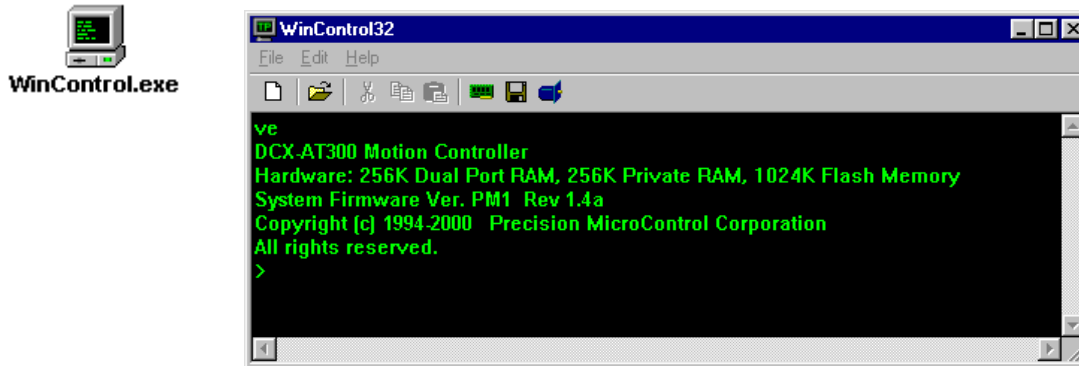 WinControl.exe
TP WinControl32
File Edit Help
ve
DCX-AT300 Motion Controller
Hardware: 256K Dual Port RAM, 256K Private RAM, 1024K Flash Memory
System Firmware Ver. PM1 Rev 1.4a
Copyright (c) 1994-2000 Precision MicroControl Corporation
All rights reserved.
>